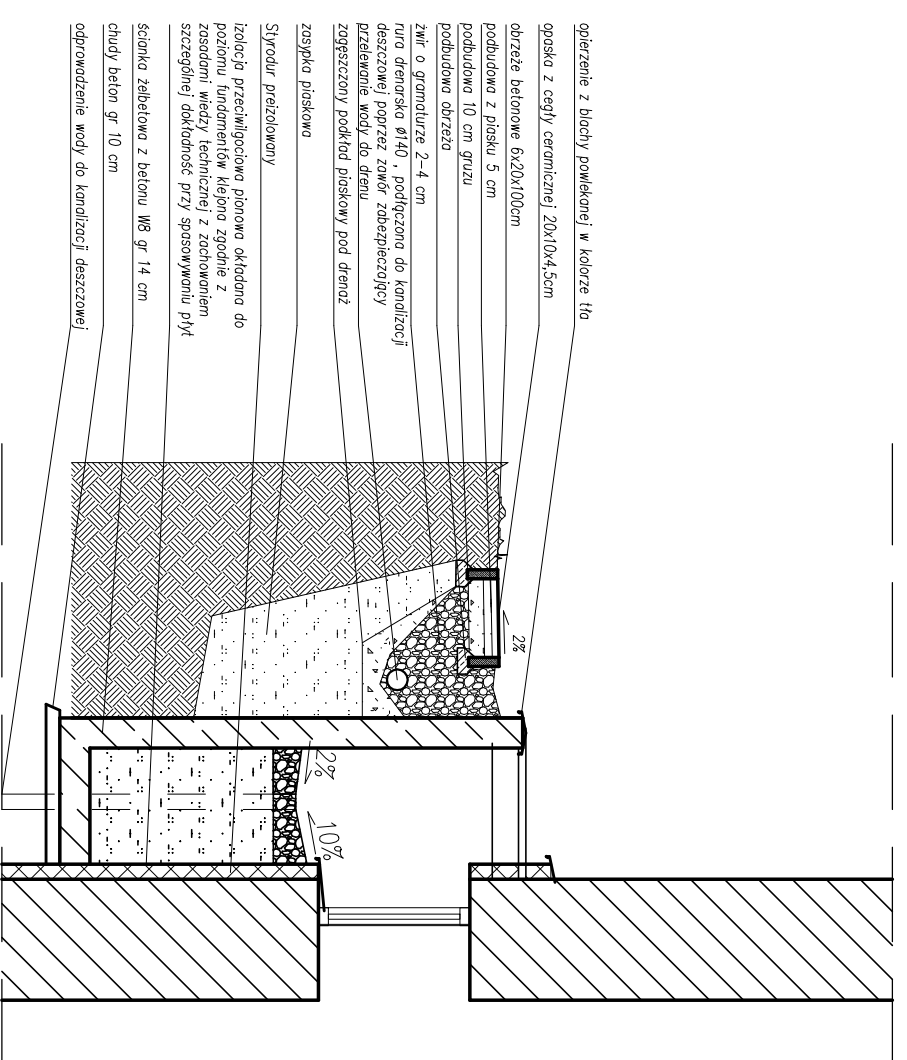 opierzenie z blachy powlekanej w kolorze tła
opaska z cegły ceramicznej 20x10x4,5cm
obrzeże betonowe 6x20x100cm
podbudowa z piasku 5 cm
podbudowa 10 cm gruzu
podbudowa obrzeża
żwir o gramaturze 2-4 cm
rura drenarska ø140 , podłączona do kanalizacji
deszczowej poprzez zawór zabezpieczający
przelewanie wody do drenu
zagęszczony podkład piaskowy pod drenaż
zasypka piaskowa
Styrodur preizolowany
izolacja przeciwilgociowa pionowa okładana do
poziomu fundamentów klejona zgodnie z
zasadami wiedzy technicznej z zachowaniem
szczególnej dokładność przy spasowywaniu płyt
ścianka żelbetowa z betonu W8 gr 14 cm
chudy beton gr 10 cm
odprowadzenie wody do kanalizacji deszczowej
2%
2%
10%